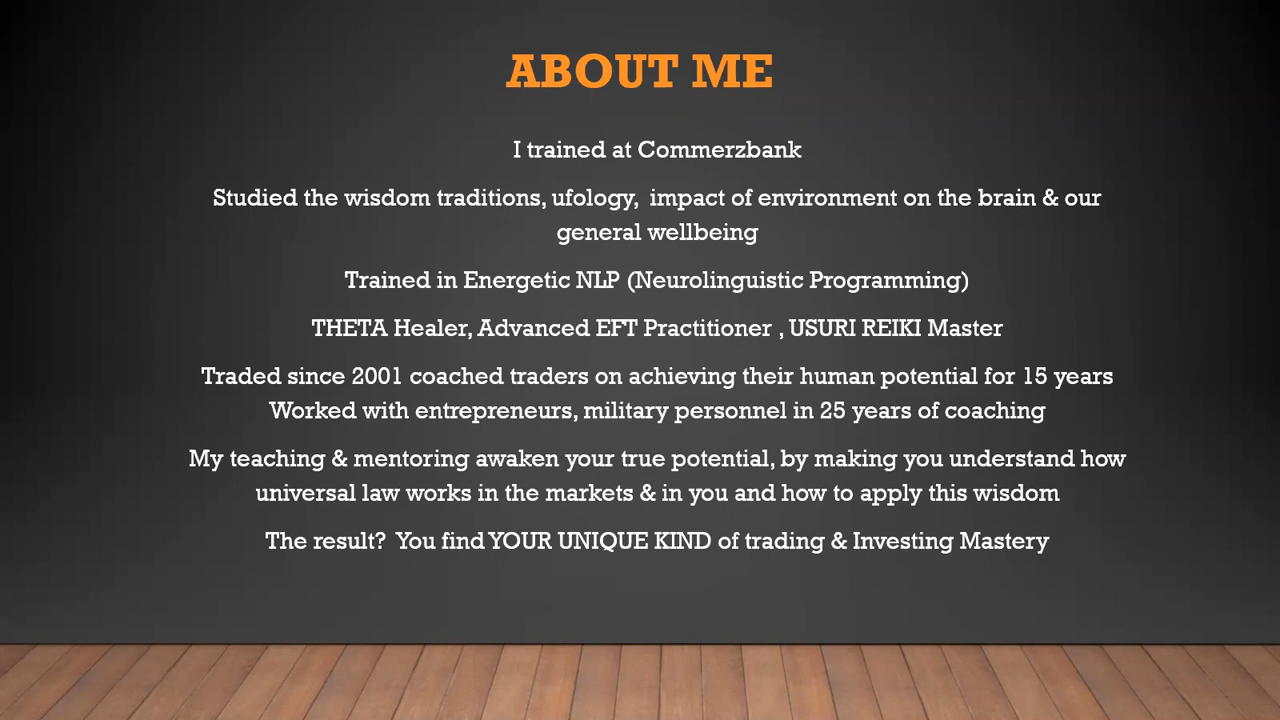 ABOUT ME
I trained at Commerzbank
Studied the wisdom traditions, ufology,  impact of environment on the brain & our
general wellbeing
Trained in Energetic NLP (Neurolinguistic Programming)
THETA Healer, Advanced EFT Practitioner , USURI REIKI Master
Traded since 2001 coached traders on achieving their human potential for 15 years
Worked with entrepreneurs, military personnel in 25 years of coaching
My teaching & mentoring awaken your true potential, by making you understand how
universal law works in the markets & in you and how to apply this wisdom
The result?  You find YOUR UNIQUE KIND of trading & Investing Mastery